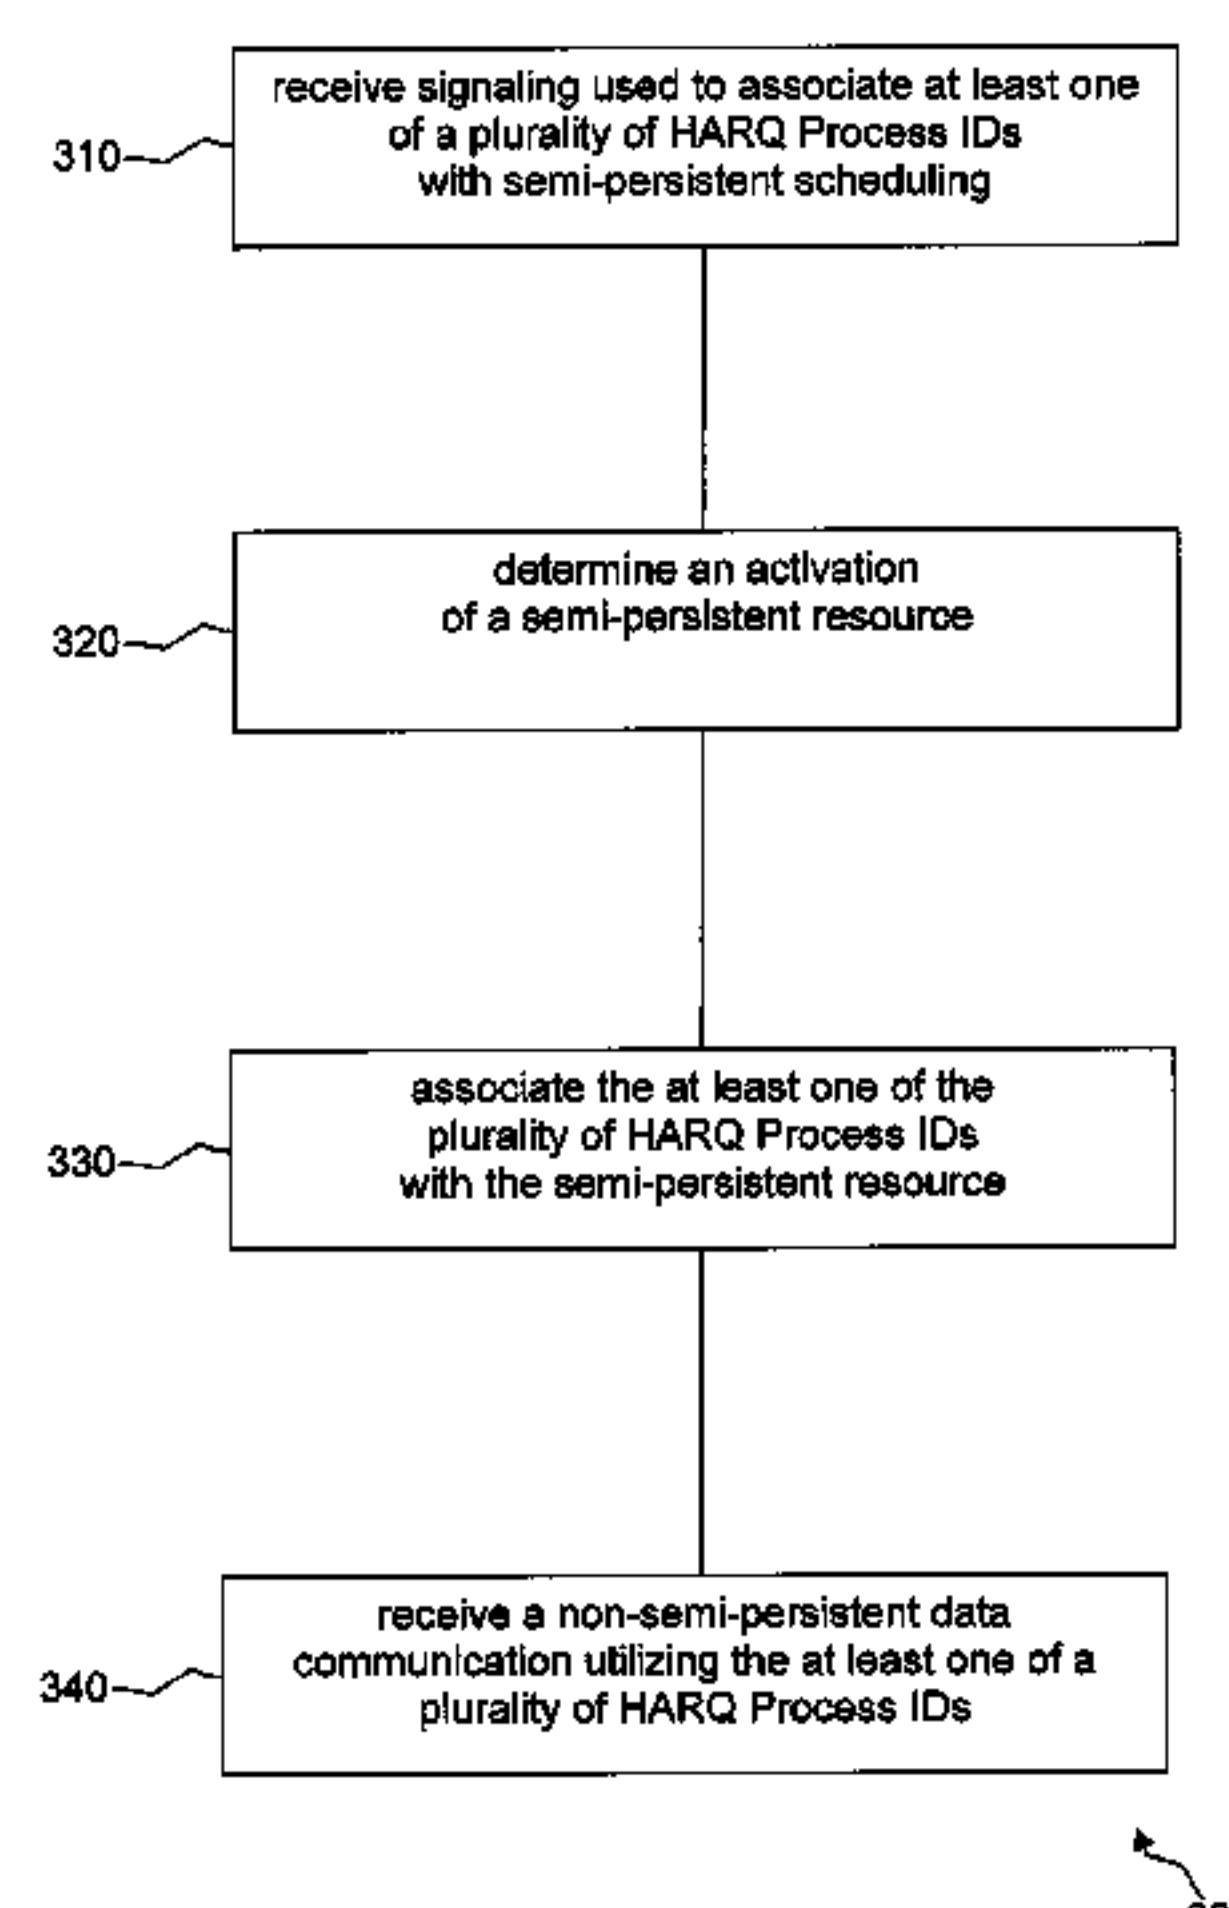 receive signaling used to associate at least one
of a plurality of HARQ Process IDs
with semi-persistent scheduling
310
determine an activation
of a semi-persistent resource
320
associate the at least one of the
plurality of HARQ Process IDs
with the semi-persistent resource
330
receive a non-semi-persistent data
communication utilizing the at least one of a
plurality of HARQ Process IDs
340